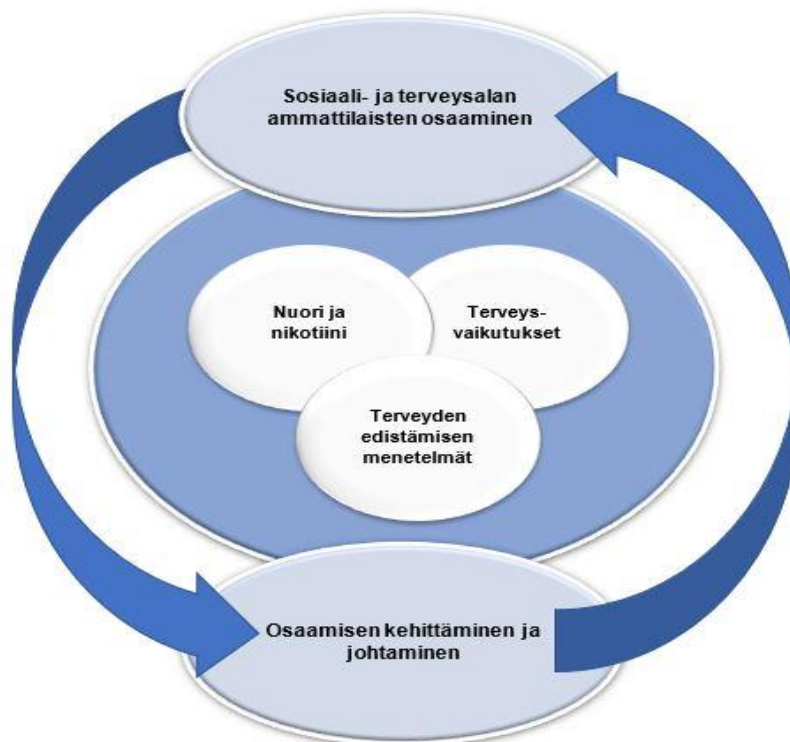 Sosiaali- ja terveysalan
ammattilaisten osaaminen
Nuori ja
nikotiini
Terveys-
vaikutukset
Terveyden
edistämisen
menetelmät
Osaamisen kehittäminen ja
johtaminen